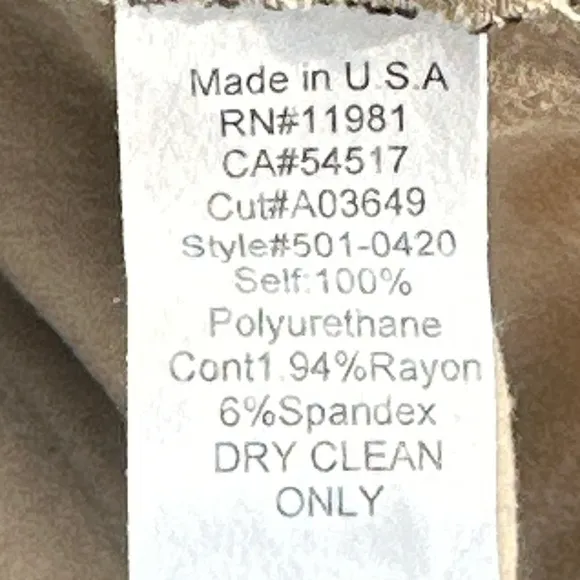 Made in U.S.A
RN#11981
CA#54517
Cut#A03649
Style#501-0420
Self:100%
Polyurethane
Cont1.94%Rayon
6%Spandex
DRY CLEAN
ONLY